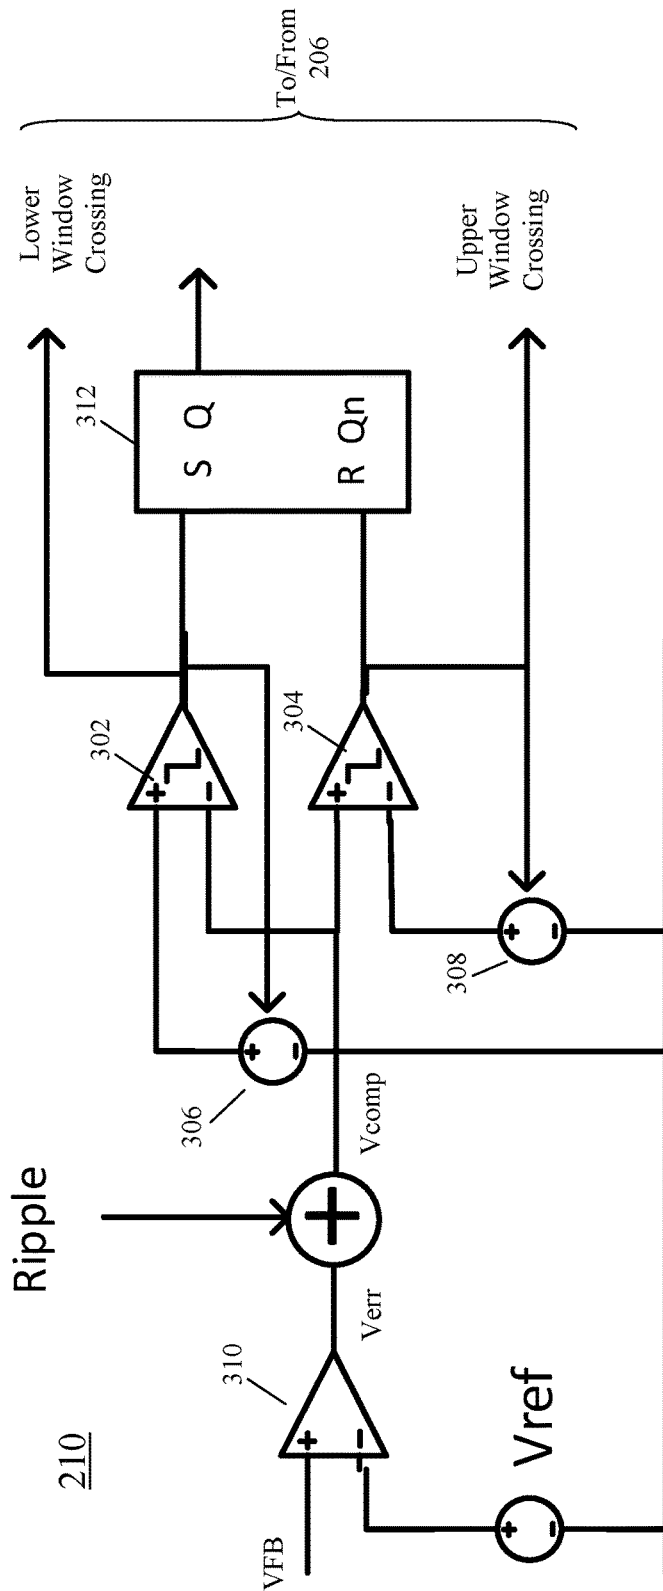 210
VFB
+
−
310
Vref
+
−
Verr
Ripple
+
Vcomp
306
+
−
308
+
−
302
+
−
304
+
−
312
S Q
R Qn
Lower
Window
Crossing
Upper
Window
Crossing
To/From
206